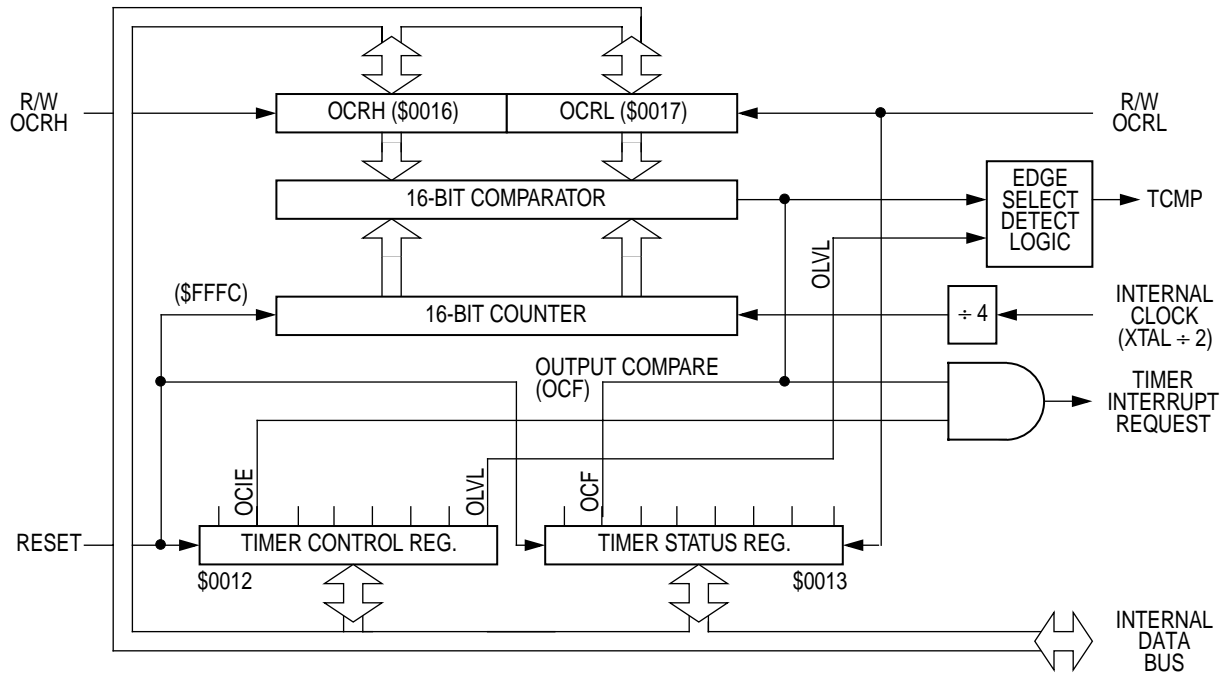 R/W
OCRH
OCRH ($0016)
OCRL ($0017)
R/W
OCRL
16-BIT COMPARATOR
EDGE
SELECT
DETECT
LOGIC
TCMP
OLVL
($FFFC)
16-BIT COUNTER
÷ 4
INTERNAL
CLOCK
(XTAL ÷ 2)
OUTPUT COMPARE
(OCF)
TIMER
INTERRUPT
REQUEST
OCIE
OLVL
OCF
RESET
TIMER CONTROL REG.
TIMER STATUS REG.
$0012
$0013
INTERNAL
DATA
BUS